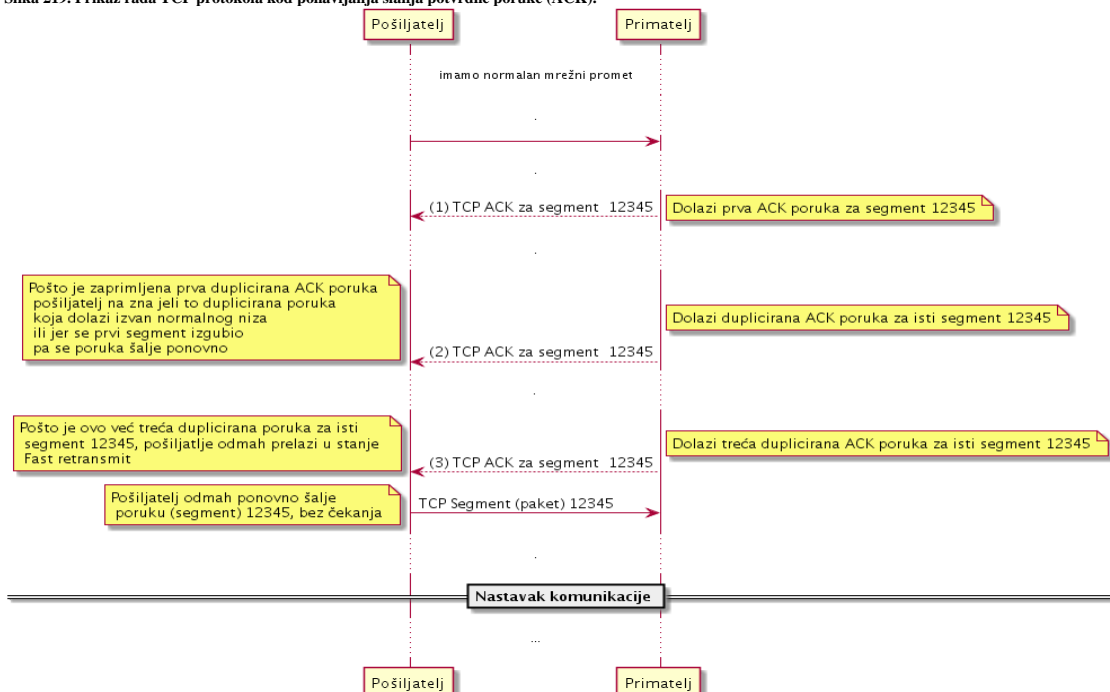 Slika 219. Prikaz rada TCP protokola kod ponavljanja slanja potvrdne poruke (ACK).
Pošiljatelj
Primatelj
imamo normalan mrežni promet
.
.
(1) TCP ACK za segment 12345
Dolazi prva ACK poruka za segment 12345
.
Pošto je zaprimljena prva duplicirana ACK poruka
pošiljatelj na zna jeli to duplicirana poruka
koja dolazi izvan normalnog niza
ili jer se prvi segment izgubio
pa se poruka šalje ponovno
Dolazi duplicirana ACK poruka za isti segment 12345
(2) TCP ACK za segment 12345
.
Pošto je ovo već treća duplicirana poruka za isti
segment 12345, pošiljatlje odmah prelazi u stanje
Fast retransmit
Dolazi treća duplicirana ACK poruka za isti segment 12345
(3) TCP ACK za segment 12345
Pošiljatelj odmah ponovno šalje
poruku (segment) 12345, bez čekanja
TCP Segment (paket) 12345
.
Nastavak komunikacije
...
Pošiljatelj
Primatelj